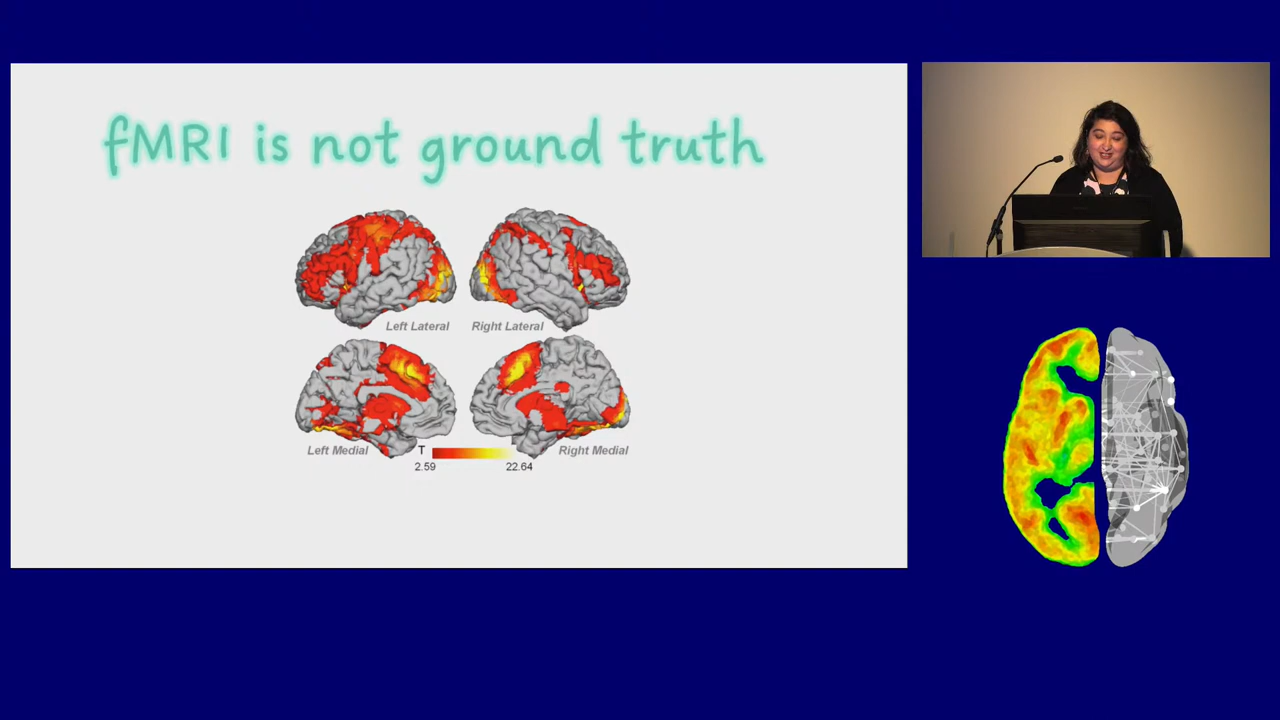 fMRI is not ground truth
Left Lateral
Right Lateral
Left Medial
T
Right Medial
2.59
22.64